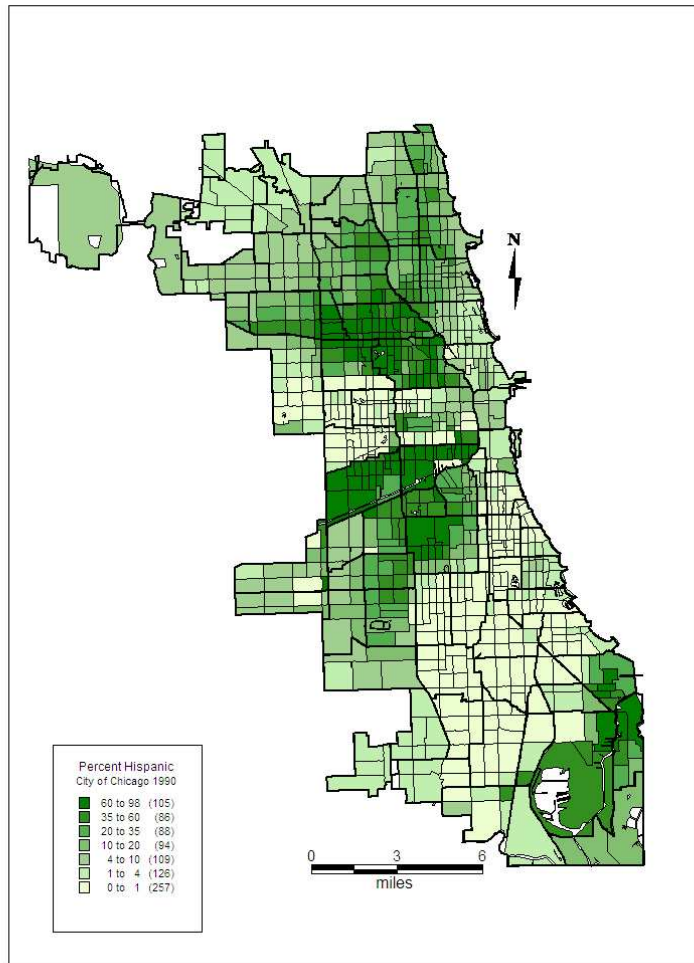 N
Percent Hispanic
City of Chicago 1990
60 to 98 (105)
35 to 60 (86)
20 to 35 (88)
10 to 20 (94)
4 to 10 (109)
1 to 4 (126)
0 to 1 (257)
0 3 6
miles